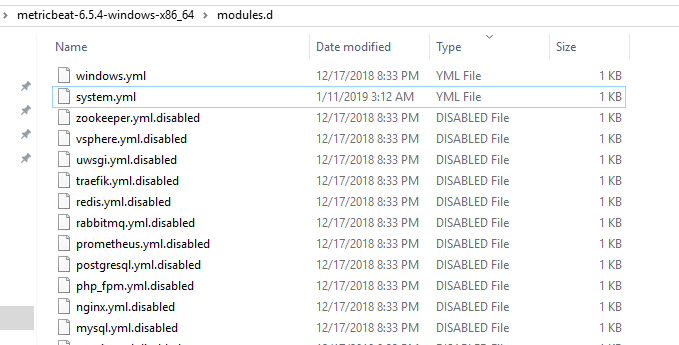 metricbeat-6.5.4-windows-x86_64 > modules.d
Name Date modified Type Size
windows.yml 12/17/2018 8:33 PM YML File 1 KB
system.yml 1/11/2019 3:12 AM YML File 1 KB
zookeeper.yml.disabled 12/17/2018 8:33 PM DISABLED File 1 KB
vsphere.yml.disabled 12/17/2018 8:33 PM DISABLED File 1 KB
uwsgi.yml.disabled 12/17/2018 8:33 PM DISABLED File 1 KB
traefik.yml.disabled 12/17/2018 8:33 PM DISABLED File 1 KB
redis.yml.disabled 12/17/2018 8:33 PM DISABLED File 1 KB
rabbitmq.yml.disabled 12/17/2018 8:33 PM DISABLED File 1 KB
prometheus.yml.disabled 12/17/2018 8:33 PM DISABLED File 1 KB
postgresql.yml.disabled 12/17/2018 8:33 PM DISABLED File 1 KB
php_fpm.yml.disabled 12/17/2018 8:33 PM DISABLED File 1 KB
nginx.yml.disabled 12/17/2018 8:33 PM DISABLED File 1 KB
mysql.yml.disabled 12/17/2018 8:33 PM DISABLED File 1 KB